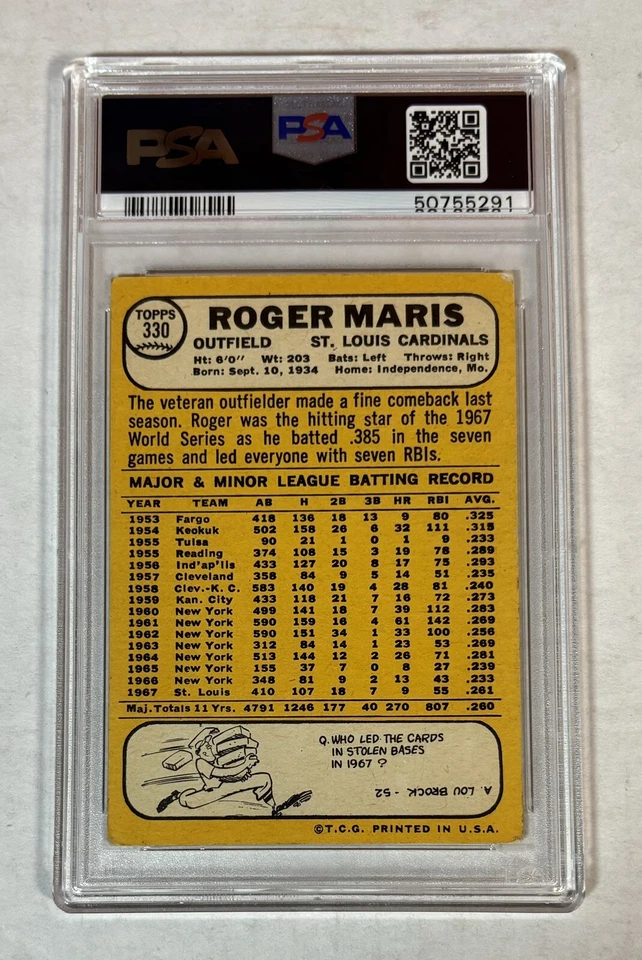 PSA PSA
50755291
TOPPS
330
ROGER MARIS
OUTFIELD ST. LOUIS CARDINALS
Ht: 6'0" Wt: 203 Bats: Left Throws: Right
Born: Sept. 10, 1934 Home: Independence, Mo.
The veteran outfielder made a fine comeback last
season. Roger was the hitting star of the 1967
World Series as he batted .385 in the seven
games and led everyone with seven RBIs.
MAJOR & MINOR LEAGUE BATTING RECORD
YEAR TEAM AB H 2B 3B HR RBI AVG.
1953 Fargo 418 136 18 13 9 80 .325
1954 Keokuk 502 158 26 6 32 111 .315
1955 Tulsa 90 21 1 0 1 9 .233
1955 Reading 374 108 15 3 19 78 .289
1956 Ind'ap'lis 433 127 20 8 17 75 .293
1957 Cleveland 358 84 9 5 14 51 .235
1958 Clev.-K. C. 583 140 19 4 28 81 .240
1959 Kan. City 433 118 21 7 16 72 .273
1960 New York 499 141 18 7 39 112 .283
1961 New York 590 159 16 4 61 142 .269
1962 New York 590 151 34 1 33 100 .256
1963 New York 312 84 14 1 23 53 .269
1964 New York 513 144 12 2 26 71 .281
1965 New York 155 37 7 0 8 27 .239
1966 New York 348 81 9 2 13 43 .233
1967 St. Louis 410 107 18 7 9 55 .261
Maj. Totals 11 Yrs. 4791 1246 177 40 270 807 .260
Q. WHO LED THE CARDS
IN STOLEN BASES
IN 1967 ?
A. LOU BROCK - 52
©T.C.G. PRINTED IN U.S.A.